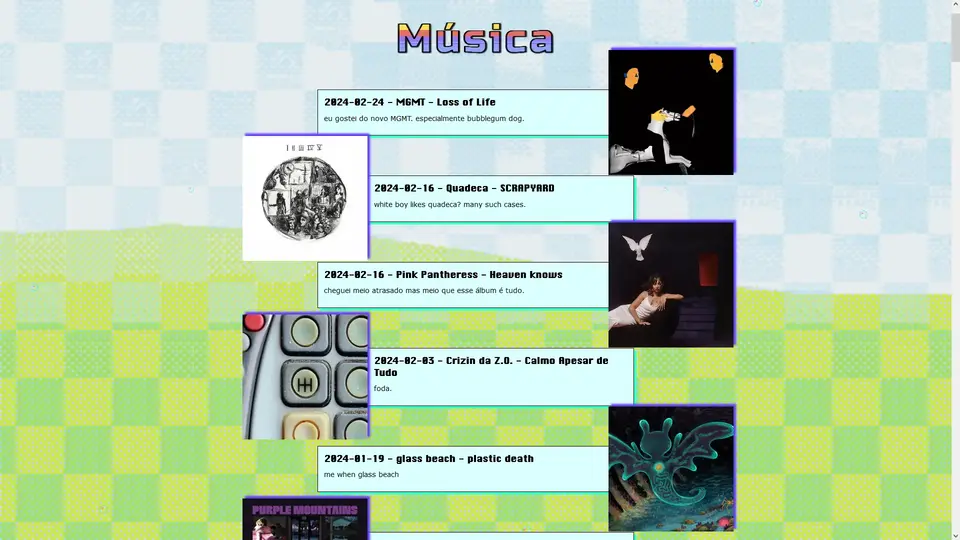 Música
2024-02-24 - MGMT - Loss of Life
eu gostei do novo MGMT. especialmente bubblegum dog.
I II III IV V
2024-02-16 - Quadeca - SCRAPYARD
white boy likes quadeca? many such cases.
2024-02-16 - Pink Pantheress - Heaven knows
cheguei meio atrasado mas meio que esse álbum é tudo.
2024-02-03 - Crizin da Z.O. - Calmo Apesar de
Tudo
foda.
2024-01-19 - glass beach - plastic death
me when glass beach
PURPLE MOUNTAINS